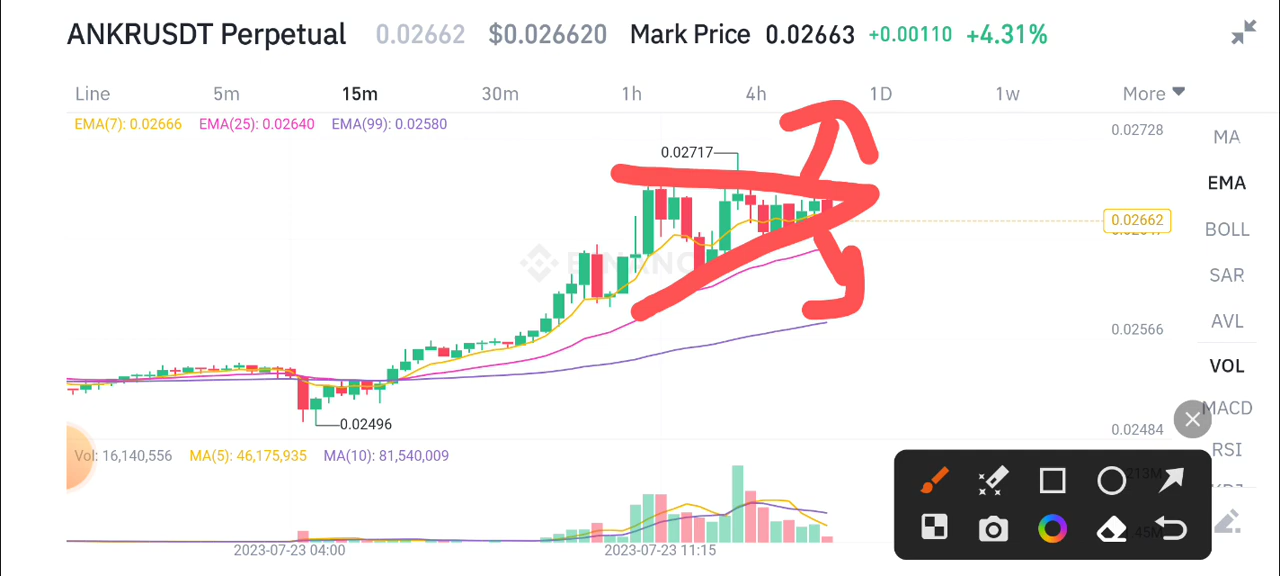 ANKRUSDT Perpetual 0.02662 $0.026620 Mark Price 0.02663 +0.00110 +4.31%
Line 5m 15m 30m 1h 4h 1D 1w More
EMA(7): 0.02666 EMA(25): 0.02640 EMA(99): 0.02580
0.02728
MA
0.02717
EMA
0.02662
BOLL
SAR
AVL
0.02566
VOL
MACD
0.02496
0.02484
RSI
Vol: 16,140,556 MA(5): 46,175,935 MA(10): 81,540,009
2023-07-23 04:00 2023-07-23 11:15